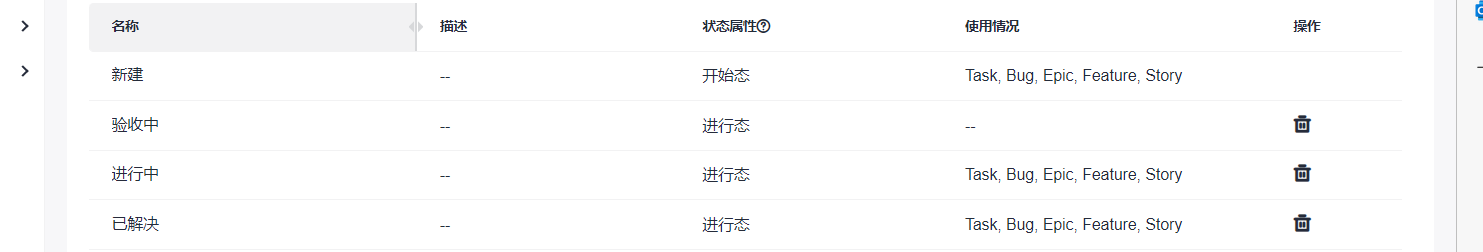 名称 描述 状态属性 使用情况 操作
新建 -- 开始态 Task, Bug, Epic, Feature, Story
验收中 -- 进行态 --
进行中 -- 进行态 Task, Bug, Epic, Feature, Story
已解决 -- 进行态 Task, Bug, Epic, Feature, Story